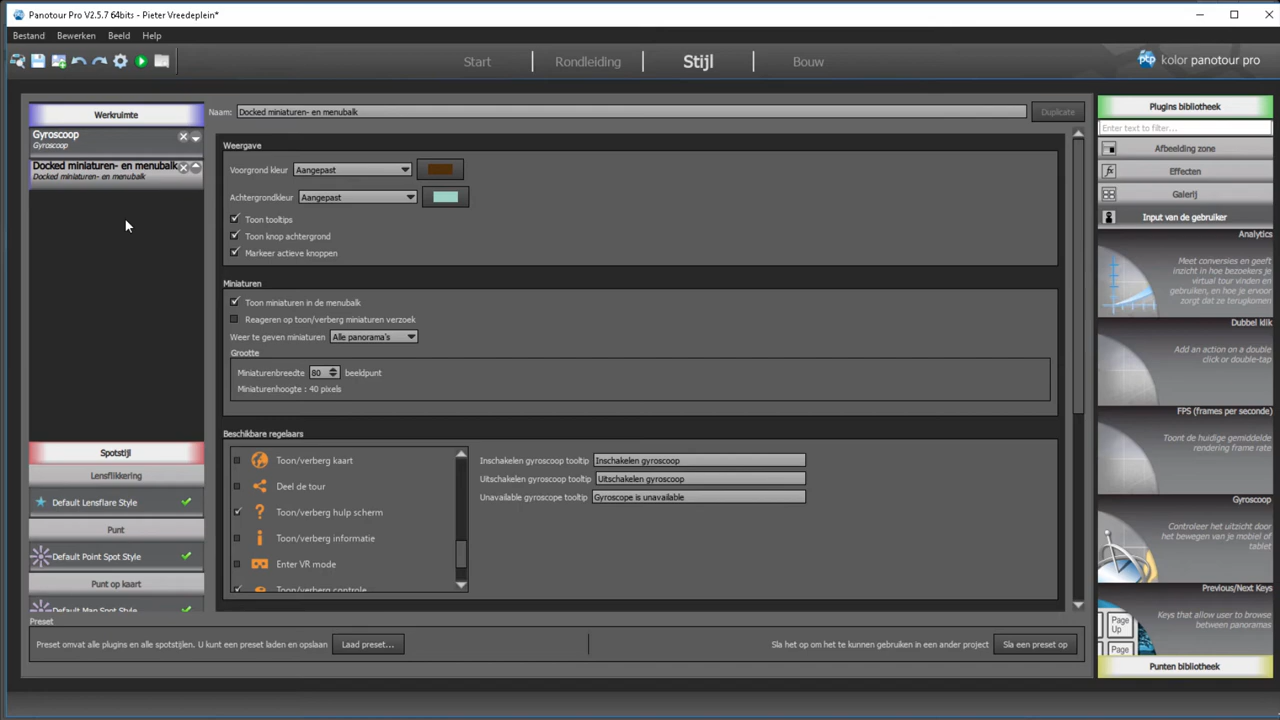 Panotour Pro V2.5.7 64bits - Pieter Vreedeplein*
Bestand Bewerken Beeld Help
Start Rondleiding Stijl Bouw
ptp kolor panotour pro
Werkruimte
Gyroscoop
Gyroscoop
Docked miniaturen- en menubalk
Docked miniaturen- en menubalk
Spotstijl
Lensflikkering
Default Lensflare Style
Punt
Default Point Spot Style
Punt op kaart
Default Map Spot Style
Naam: Docked miniaturen- en menubalk Duplicate
Weergave
Voorgrond kleur Aangepast
Achtergrondkleur Aangepast
Toon tooltips
Toon knop achtergrond
Markeer actieve knoppen
Miniaturen
Toon miniaturen in de menubalk
Reageren op toon/verberg miniaturen verzoek
Weer te geven miniaturen Alle panorama's
Grootte
Miniaturenbreedte 80 beeldpunt
Miniaturenhoogte : 40 pixels
Beschikbare regelaars
Toon/verberg kaart
Deel de tour
Toon/verberg hulp scherm
Toon/verberg informatie
Enter VR mode
Toon/verberg controle
Inschakelen gyroscoop tooltip Inschakelen gyroscoop
Uitschakelen gyroscoop tooltip Uitschakelen gyroscoop
Unavailable gyroscope tooltip Gyroscope is unavailable
Plugins bibliotheek
Enter text to filter...
Afbeelding zone
fx Effecten
Galerij
Input van de gebruiker
Analytics
Meet conversies en geeft
inzicht in hoe bezoekers je
virtual tour vinden en
gebruiken, en hoe je ervoor
zorgt dat ze terugkomen
Dubbel klik
Add an action on a double
click or double-tap
FPS (frames per seconde)
Toont de huidige gemiddelde
rendering frame rate
Gyroscoop
Controleer het uitzicht door
het bewegen van je mobiel of
tablet
Previous/Next Keys
Keys that allow user to browse
between panoramas
Page
Up
Page
Punten bibliotheek
Preset
Preset omvat alle plugins en alle spotstijlen. U kunt een preset laden en opslaan Laad preset...
Sla het op om het te kunnen gebruiken in een ander project Sla een preset op